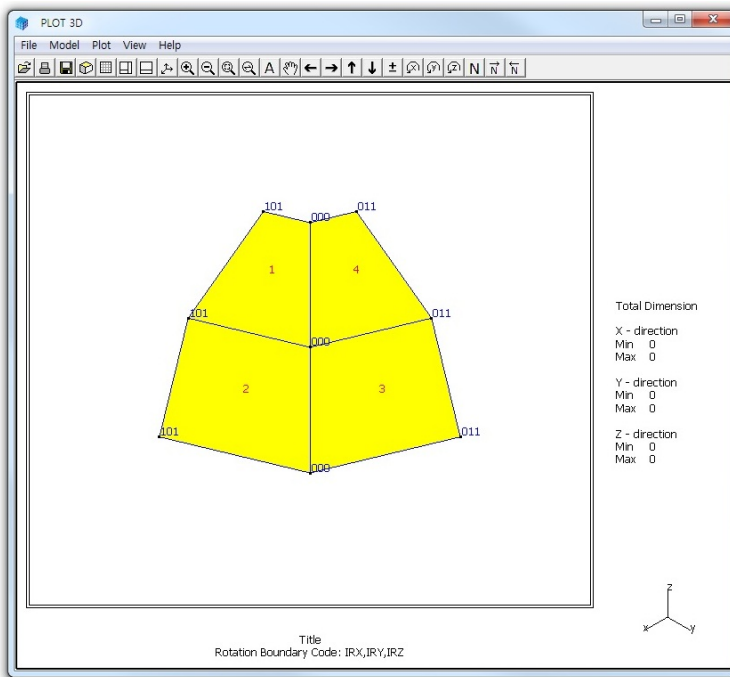 PLOT 3D
File Model Plot View Help
A ± X Y Z N N N
101 000 011
1 4
101 000 011
2 3
101 000 011
Total Dimension
X - direction
Min 0
Max 0
Y - direction
Min 0
Max 0
Z - direction
Min 0
Max 0
z
x y
Title
Rotation Boundary Code: IRX,IRY,IRZ